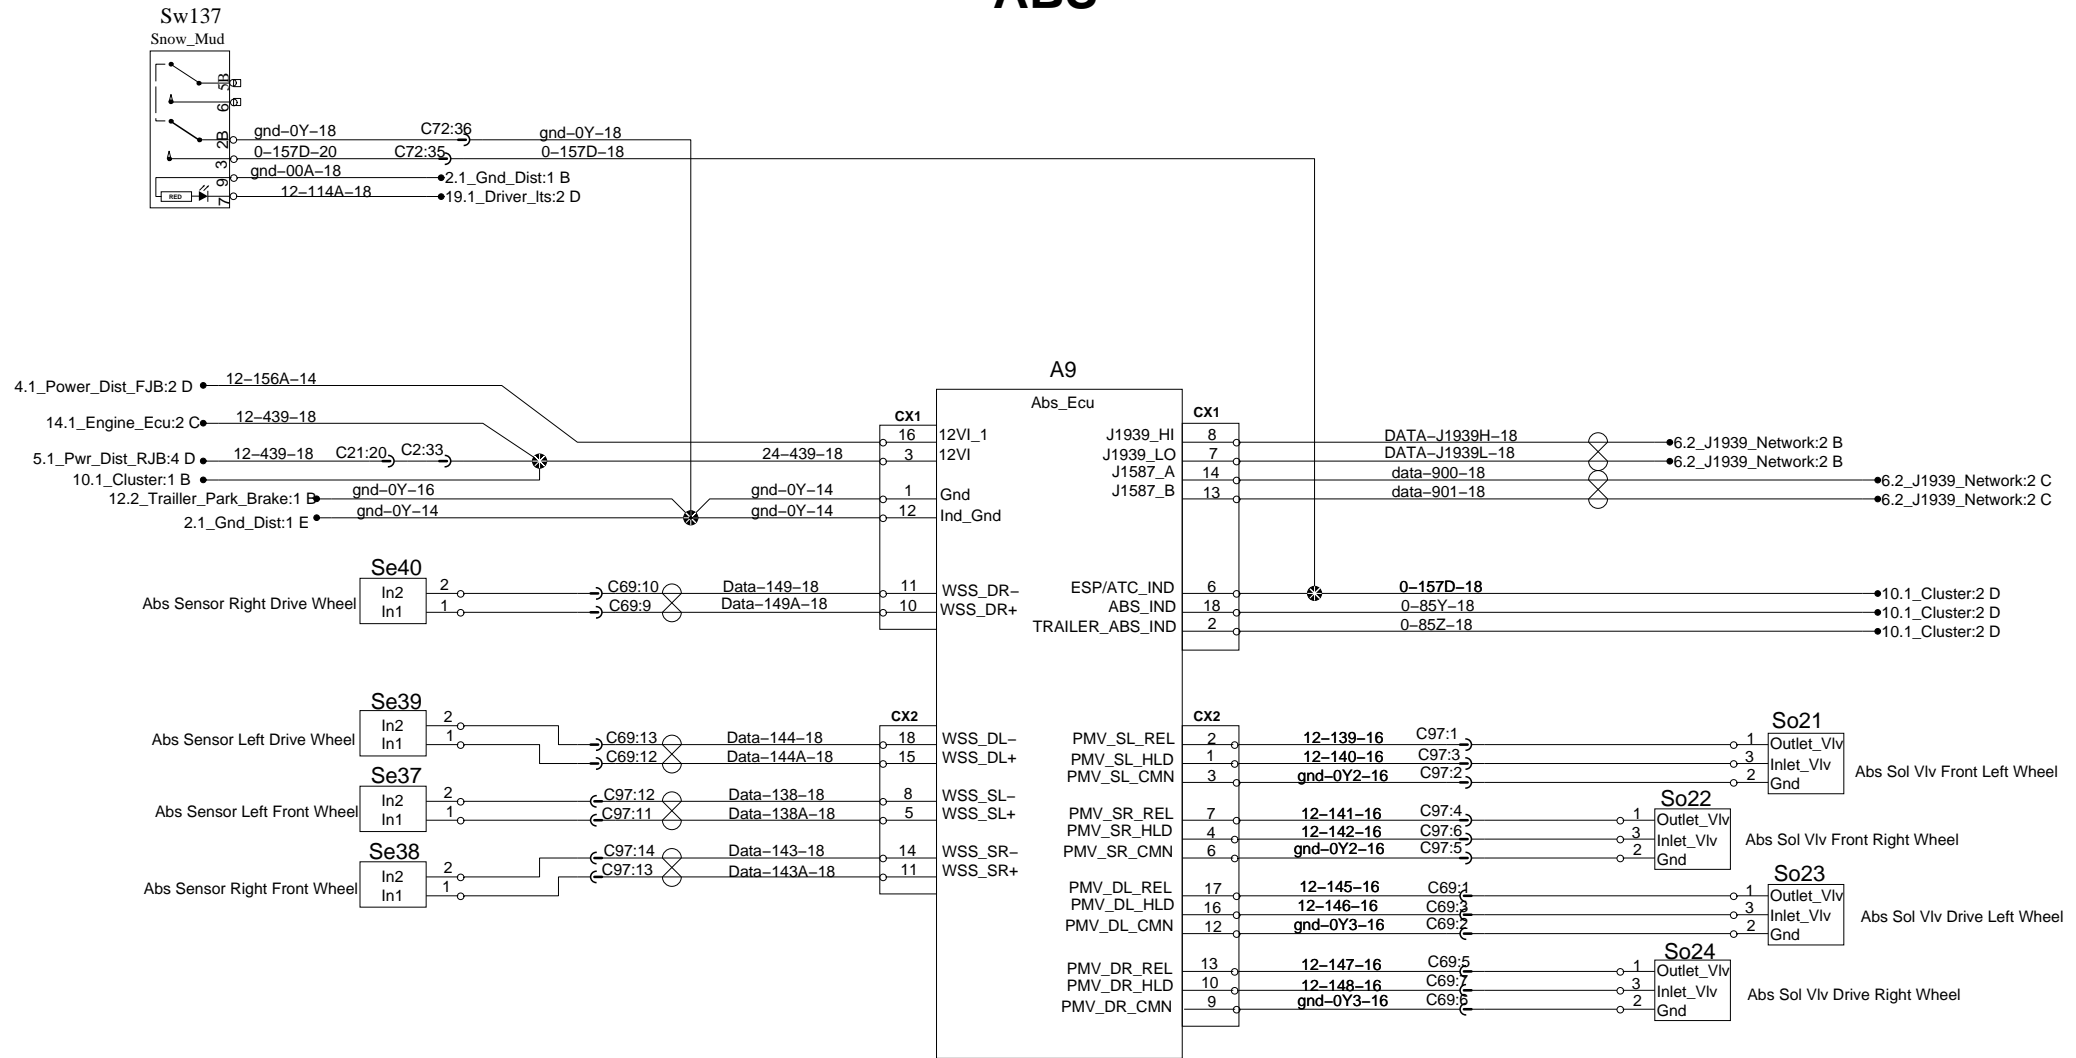 ABS
Sw137
Snow_Mud
5B
6
2B gnd-0Y-18 C72:36 gnd-0Y-18
3 0-157D-20 C72:35 0-157D-18
9 gnd-00A-18 2.1_Gnd_Dist:1 B
RED 7 12-114A-18 19.1_Driver_lts:2 D
A9
Abs_Ecu
4.1_Power_Dist_FJB:2 D 12-156A-14
14.1_Engine_Ecu:2 C 12-439-18
5.1_Pwr_Dist_RJB:4 D 12-439-18 C21:20 C2:33 24-439-18
10.1_Cluster:1 B
12.2_Trailler_Park_Brake:1 B gnd-0Y-16 gnd-0Y-14
2.1_Gnd_Dist:1 E gnd-0Y-14 gnd-0Y-14
CX1
16 12VI_1
3 12VI
1 Gnd
12 Ind_Gnd
Se40
Abs Sensor Right Drive Wheel
In2 2 C69:10 Data-149-18 11 WSS_DR-
In1 1 C69:9 Data-149A-18 10 WSS_DR+
Se39
Abs Sensor Left Drive Wheel
CX2
In2 2 C69:13 Data-144-18 18 WSS_DL-
In1 1 C69:12 Data-144A-18 15 WSS_DL+
Se37
Abs Sensor Left Front Wheel
In2 2 C97:12 Data-138-18 8 WSS_SL-
In1 1 C97:11 Data-138A-18 5 WSS_SL+
Se38
Abs Sensor Right Front Wheel
In2 2 C97:14 Data-143-18 14 WSS_SR-
In1 1 C97:13 Data-143A-18 11 WSS_SR+
CX1
J1939_HI 8 DATA-J1939H-18 6.2_J1939_Network:2 B
J1939_LO 7 DATA-J1939L-18 6.2_J1939_Network:2 B
J1587_A 14 data-900-18 6.2_J1939_Network:2 C
J1587_B 13 data-901-18 6.2_J1939_Network:2 C
ESP/ATC_IND 6 0-157D-18 10.1_Cluster:2 D
ABS_IND 18 0-85Y-18 10.1_Cluster:2 D
TRAILER_ABS_IND 2 0-85Z-18 10.1_Cluster:2 D
CX2
So21
PMV_SL_REL 2 12-139-16 C97:1 1 Outlet_Vlv
PMV_SL_HLD 1 12-140-16 C97:3 3 Inlet_Vlv
PMV_SL_CMN 3 gnd-0Y2-16 C97:2 2 Gnd
Abs Sol Vlv Front Left Wheel
So22
PMV_SR_REL 7 12-141-16 C97:4 1 Outlet_Vlv
PMV_SR_HLD 4 12-142-16 C97:6 3 Inlet_Vlv
PMV_SR_CMN 6 gnd-0Y2-16 C97:5 2 Gnd
Abs Sol Vlv Front Right Wheel
So23
PMV_DL_REL 17 12-145-16 C69:1 1 Outlet_Vlv
PMV_DL_HLD 16 12-146-16 C69:3 3 Inlet_Vlv
PMV_DL_CMN 12 gnd-0Y3-16 C69:2 2 Gnd
Abs Sol Vlv Drive Left Wheel
So24
PMV_DR_REL 13 12-147-16 C69:5 1 Outlet_Vlv
PMV_DR_HLD 10 12-148-16 C69:7 3 Inlet_Vlv
PMV_DR_CMN 9 gnd-0Y3-16 C69:6 2 Gnd
Abs Sol Vlv Drive Right Wheel